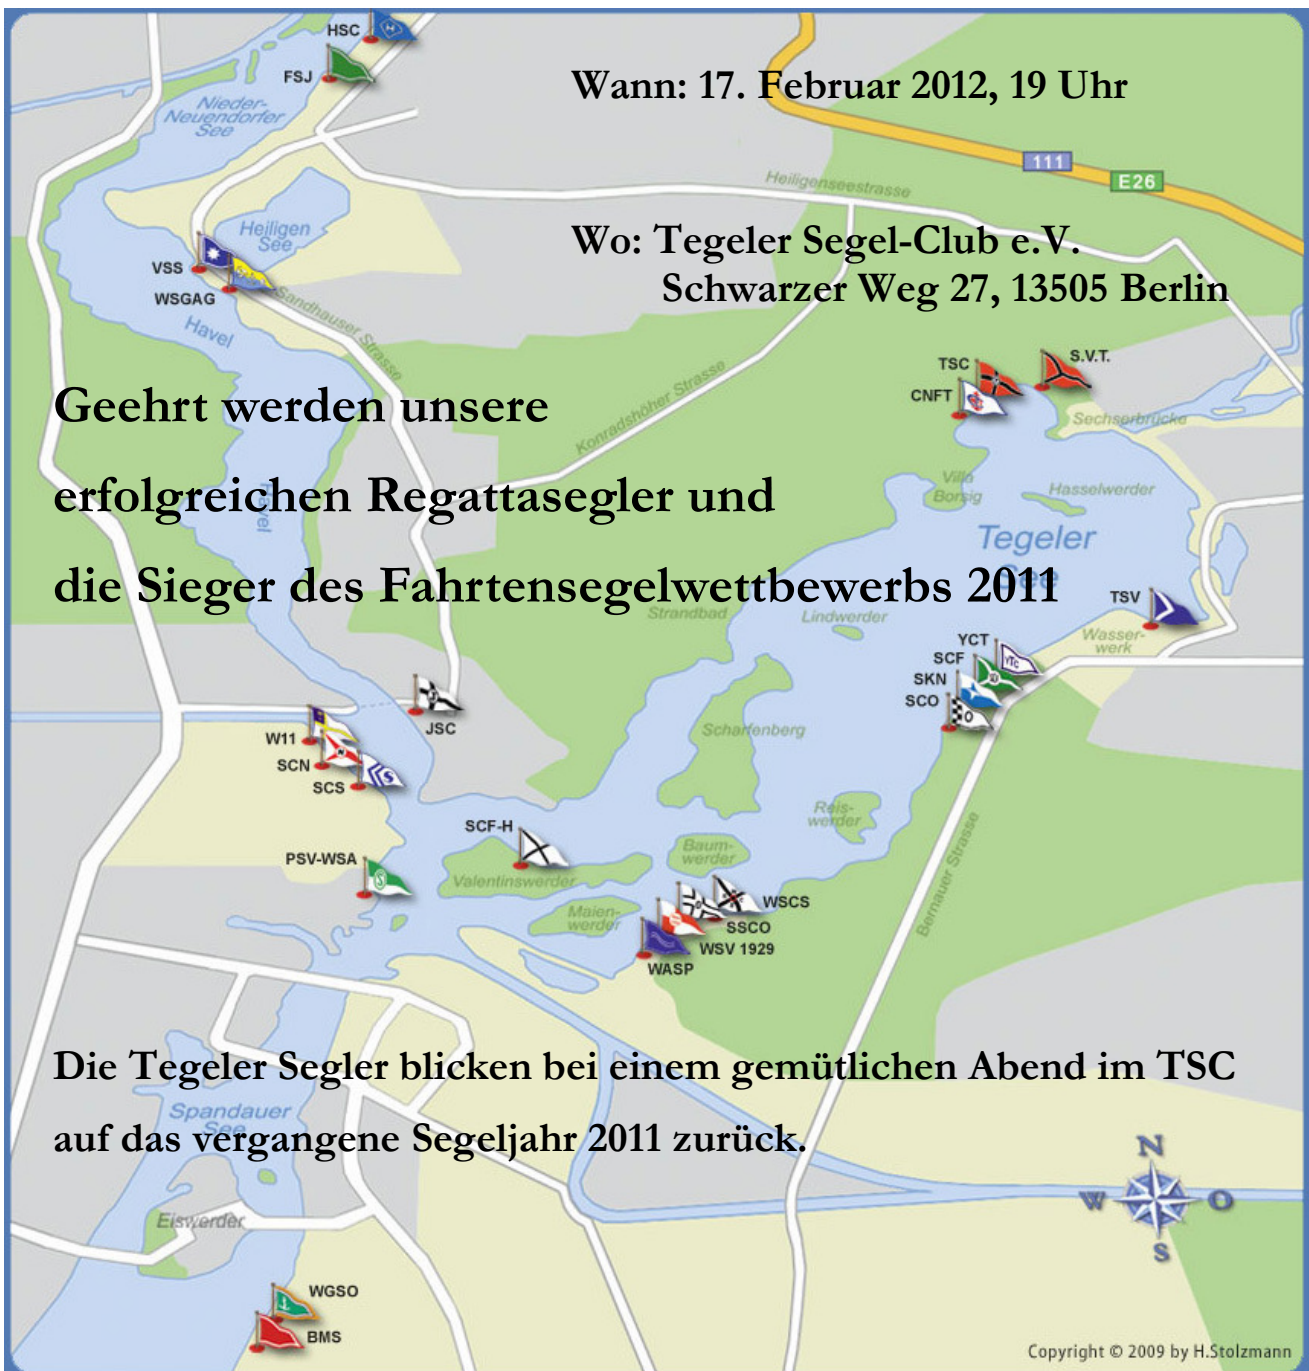 HSC
FSJ
Nieder-
Neuendorfer
See
Wann: 17. Februar 2012, 19 Uhr
111
E26
Heiligenseestrasse
Heiligen
See
VSS
WSGAG
Sandhauser Strasse
Havel
Wo: Tegeler Segel-Club e.V.
Schwarzer Weg 27, 13505 Berlin
TSC
S.V.T.
CNFT
Sechserbrücke
Konradshöher Strasse
Geehrt werden unsere
erfolgreichen Regattasegler und
die Sieger des Fahrtensegelwettbewerbs 2011
Havel
Villa
Borsig
Hasselwerder
Tegeler
See
Strandbad
Lindwerder
TSV
Wasser-
werk
YCT
YTC
SCF
SKN
SCO
O
Scharfenberg
JSC
W11
SCN
SCS
S
Reis-
werder
SCF-H
Baum-
werder
PSV-WSA
S
Valentinswerder
Maien-
werder
WSCS
SSCO
WSV 1929
WASP
Bernauer Strasse
Die Tegeler Segler blicken bei einem gemütlichen Abend im TSC
auf das vergangene Segeljahr 2011 zurück.
Spandauer
See
Eiswerder
N
W
O
S
WGSO
BMS
Copyright © 2009 by H.Stolzmann